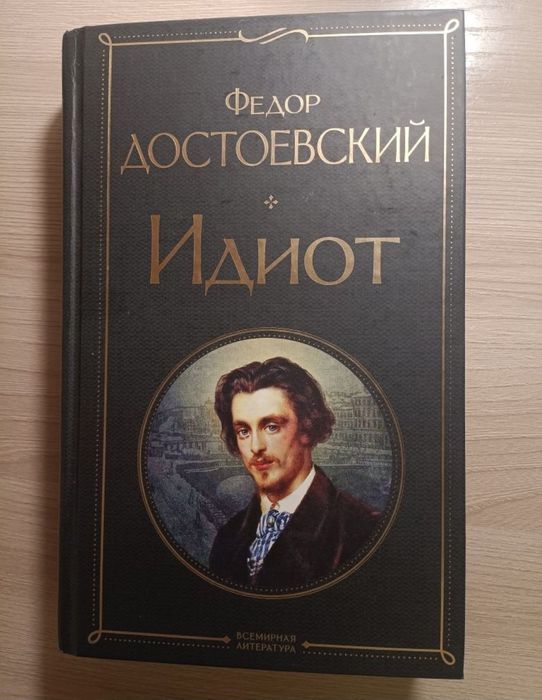 Федор
Достоевский
Идиот
Всемирная
литература